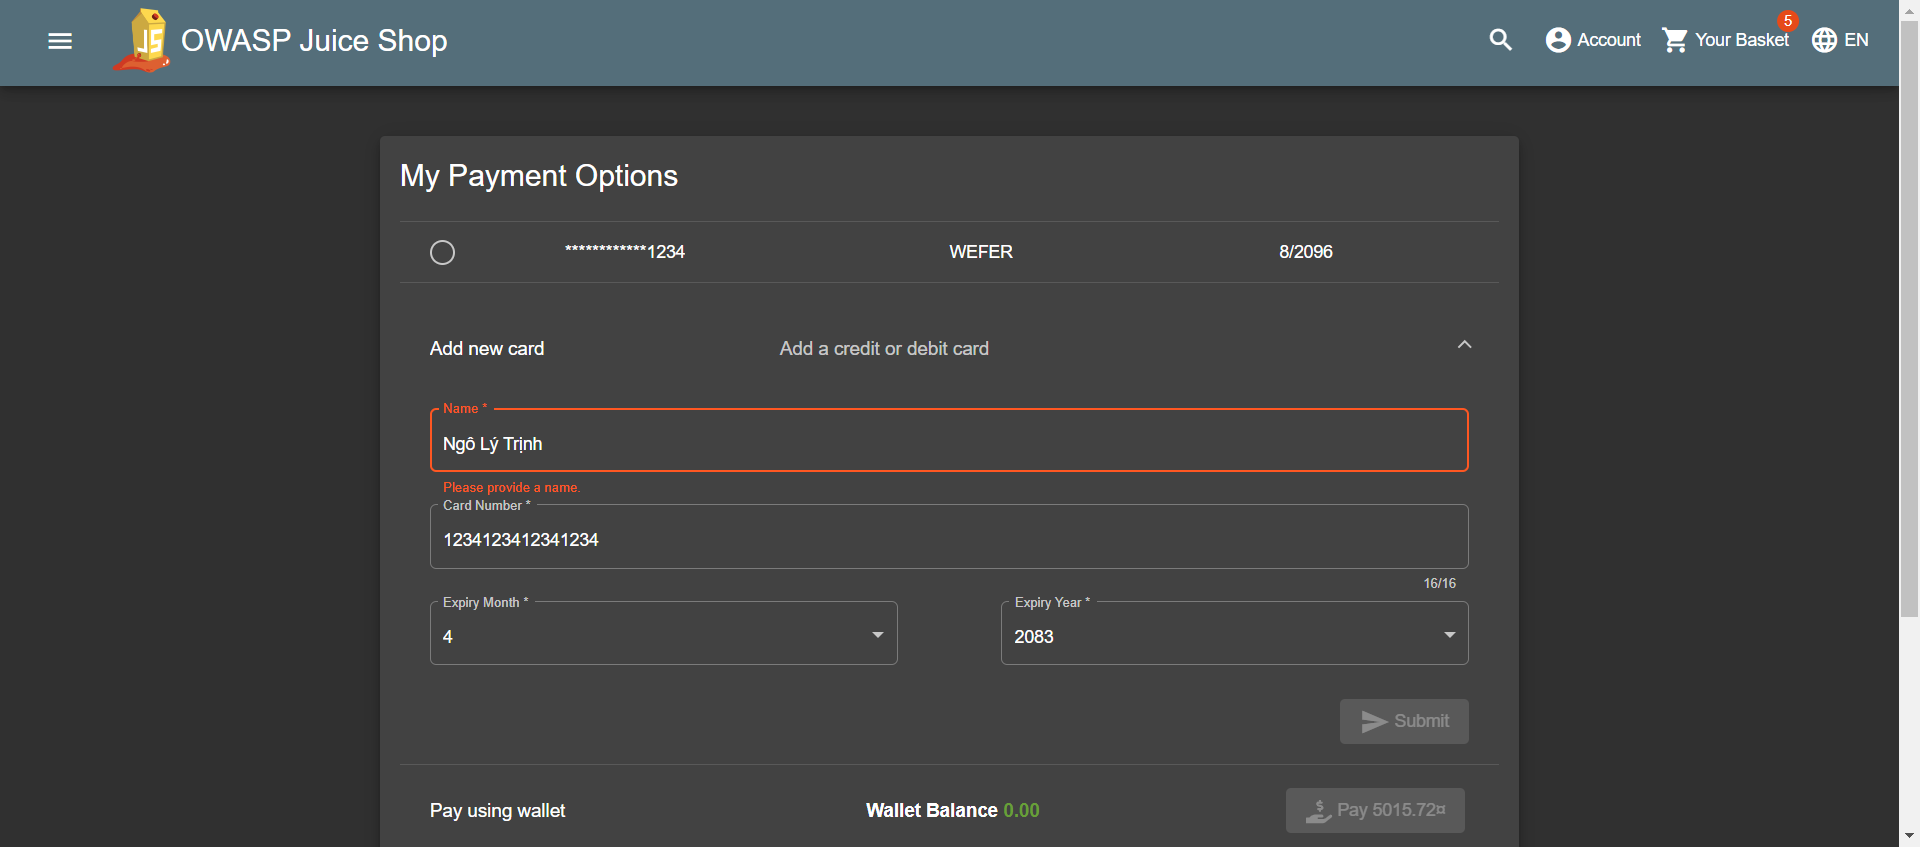 JS
OWASP Juice Shop
Account
Your Basket
5
EN
My Payment Options
************1234 WEFER 8/2096
Add new card Add a credit or debit card
Name *
Ngô Lý Trịnh
Please provide a name.
Card Number *
1234123412341234
16/16
Expiry Month *
4
Expiry Year *
2083
Submit
Pay using wallet Wallet Balance 0.00 Pay 5015.72¤